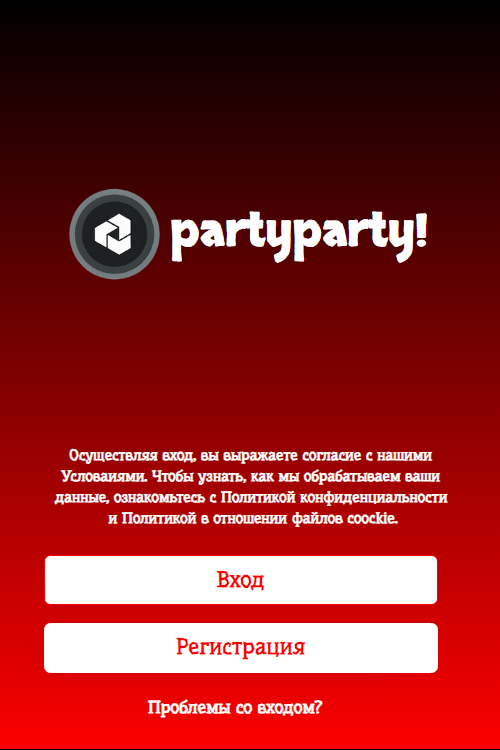 partyparty!
Осуществляя вход, вы выражаете согласие с нашими
Условаиями. Чтобы узнать, как мы обрабатываем ваши
данные, ознакомьтесь с Политикой конфиденциальности
и Политикой в отношении файлов coockie.
Вход
Регистрация
Проблемы со входом?